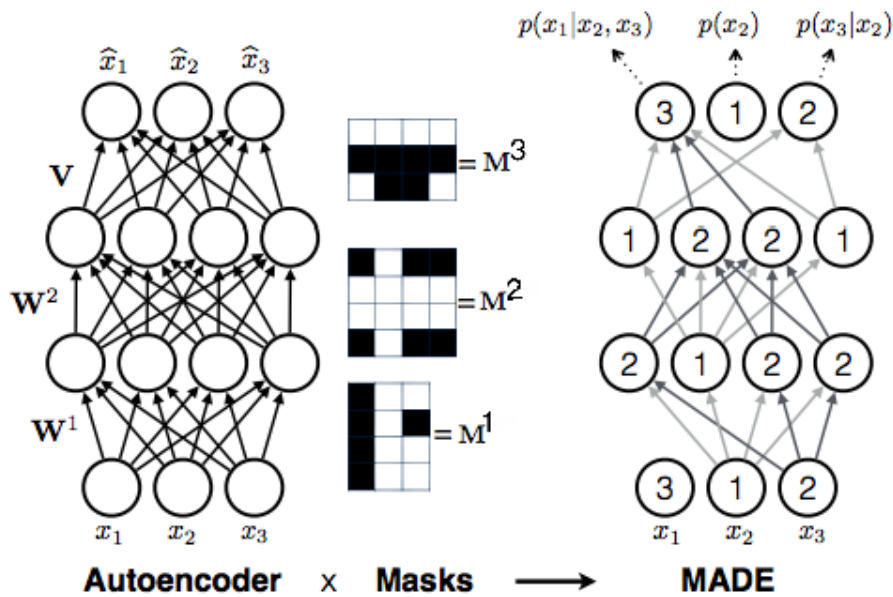 p(x₁|x₂, x₃) p(x₂) p(x₃|x₂)
x̂₁ x̂₂ x̂₃
3 1 2
V
= M³
1 2 2 1
W²
= M²
2 1 2 2
W¹
= M¹
3 1 2
x₁ x₂ x₃ x₁ x₂ x₃
Autoencoder x Masks → MADE